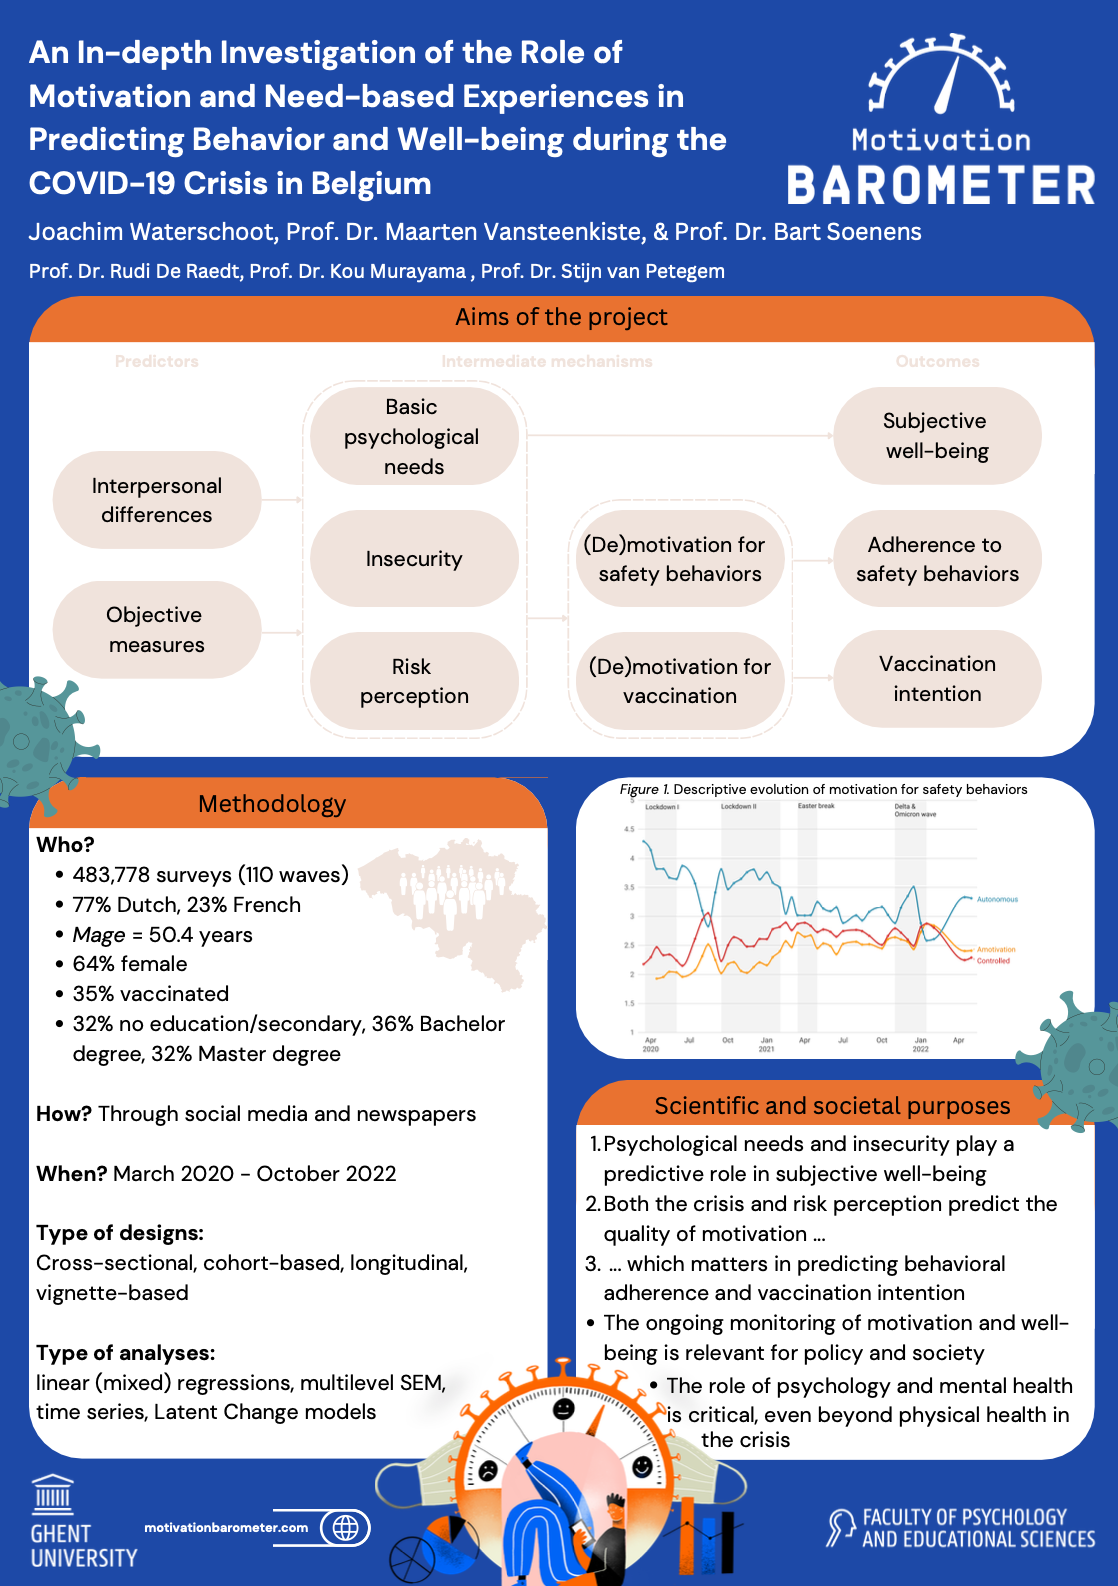 An In-depth Investigation of the Role of
Motivation and Need-based Experiences in
Predicting Behavior and Well-being during the
COVID-19 Crisis in Belgium
Motivation
BAROMETER
Joachim Waterschoot, Prof. Dr. Maarten Vansteenkiste, & Prof. Dr. Bart Soenens
Prof. Dr. Rudi De Raedt, Prof. Dr. Kou Murayama , Prof. Dr. Stijn van Petegem
Aims of the project
Predictors
Intermediate mechanisms
Outcomes
Interpersonal
differences
Objective
measures
Basic
psychological
needs
Insecurity
Risk
perception
(De)motivation for
safety behaviors
(De)motivation for
vaccination
Subjective
well-being
Adherence to
safety behaviors
Vaccination
intention
Methodology
Who?
• 483,778 surveys (110 waves)
• 77% Dutch, 23% French
• Mage = 50.4 years
• 64% female
• 35% vaccinated
• 32% no education/secondary, 36% Bachelor
degree, 32% Master degree
How? Through social media and newspapers
When? March 2020 - October 2022
Type of designs:
Cross-sectional, cohort-based, longitudinal,
vignette-based
Type of analyses:
linear (mixed) regressions, multilevel SEM,
time series, Latent Change models
Figure 1. Descriptive evolution of motivation for safety behaviors
Lockdown I
Lockdown II
Easter break
Delta &
Omicron wave
5
4.5
4
3.5
3
2.5
2
1.5
1
Autonomous
Amotivation
Controlled
Apr
2020
Jul
Oct
Jan
2021
Apr
Jul
Oct
Jan
2022
Apr
Scientific and societal purposes
1. Psychological needs and insecurity play a
predictive role in subjective well-being
2. Both the crisis and risk perception predict the
quality of motivation ...
3. ... which matters in predicting behavioral
adherence and vaccination intention
• The ongoing monitoring of motivation and well-
being is relevant for policy and society
• The role of psychology and mental health
is critical, even beyond physical health in
the crisis
GHENT
UNIVERSITY
motivationbarometer.com
FACULTY OF PSYCHOLOGY
AND EDUCATIONAL SCIENCES